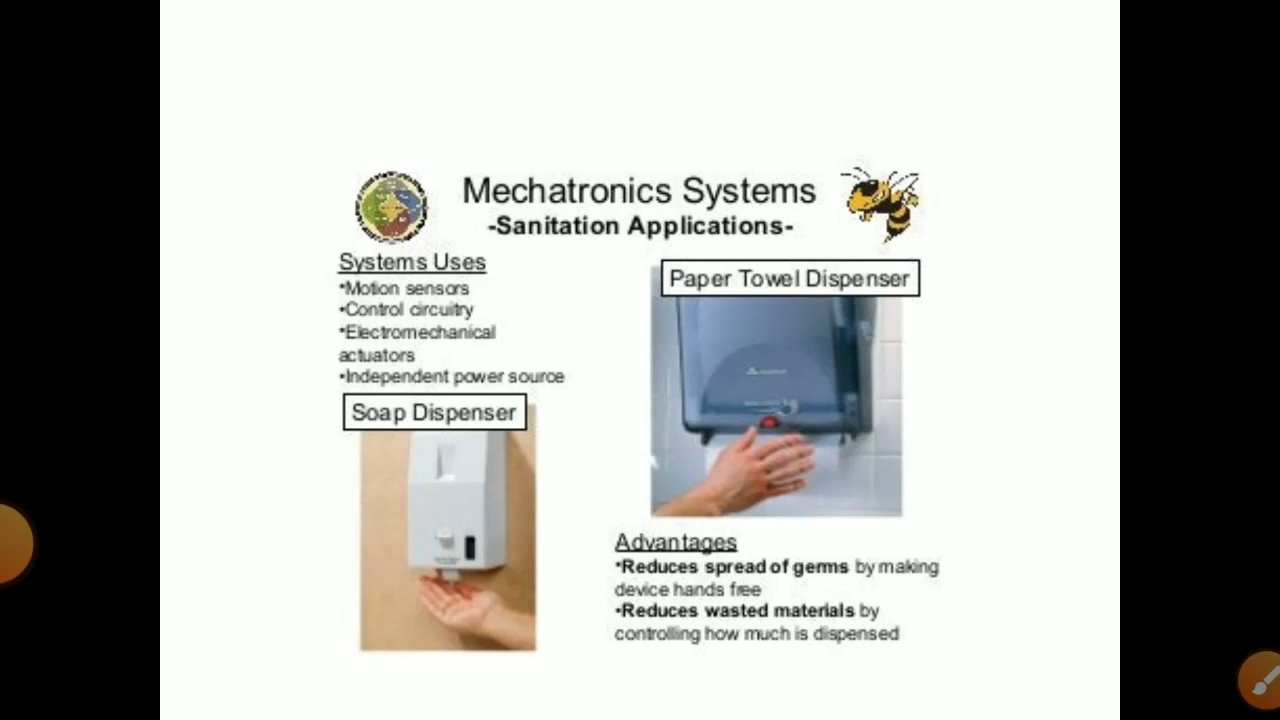 Mechatronics Systems
-Sanitation Applications-
Systems Uses
•Motion sensors
•Control circuitry
•Electromechanical
actuators
•Independent power source
Soap Dispenser
Paper Towel Dispenser
Advantages
•Reduces spread of germs by making
device hands free
•Reduces wasted materials by
controlling how much is dispensed